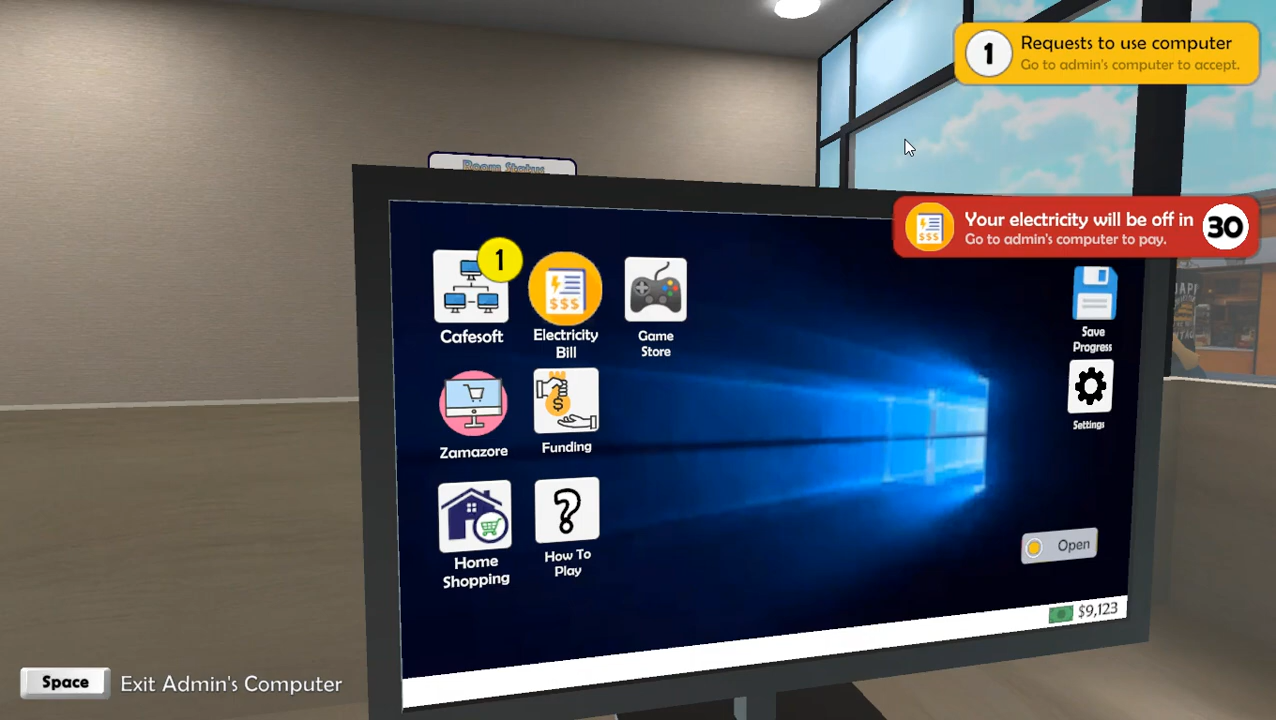 1
Requests to use computer
Go to admin's computer to accept.
Room Status
Your electricity will be off in
30
Go to admin's computer to pay.
1
Cafesoft
$$$
Electricity
Bill
Game
Store
Save
Progress
Zamazore
$
Funding
Settings
Home
Shopping
?
How To
Play
Open
$9,123
Space
Exit Admin's Computer